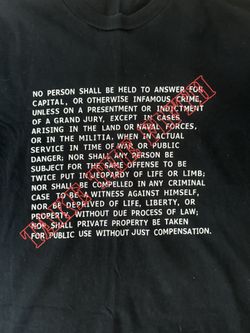 NO PERSON SHALL BE HELD TO ANSWER FOR
CAPITAL, OR OTHERWISE INFAMOUS CRIME,
UNLESS ON A PRESENTMENT OR INDICTMENT
OF A GRAND JURY, EXCEPT IN CASES
ARISING IN THE LAND OR NAVAL FORCES,
OR IN THE MILITIA, WHEN IN ACTUAL
SERVICE IN TIME OF WAR OR PUBLIC
DANGER; NOR SHALL ANY PERSON BE
SUBJECT FOR THE SAME OFFENSE TO BE
TWICE PUT IN JEOPARDY OF LIFE OR LIMB;
NOR SHALL BE COMPELLED IN ANY CRIMINAL
CASE TO BE A WITNESS AGAINST HIMSELF,
NOR BE DEPRIVED OF LIFE, LIBERTY, OR
PROPERTY, WITHOUT DUE PROCESS OF LAW;
NOR SHALL PRIVATE PROPERTY BE TAKEN
FOR PUBLIC USE WITHOUT JUST COMPENSATION.